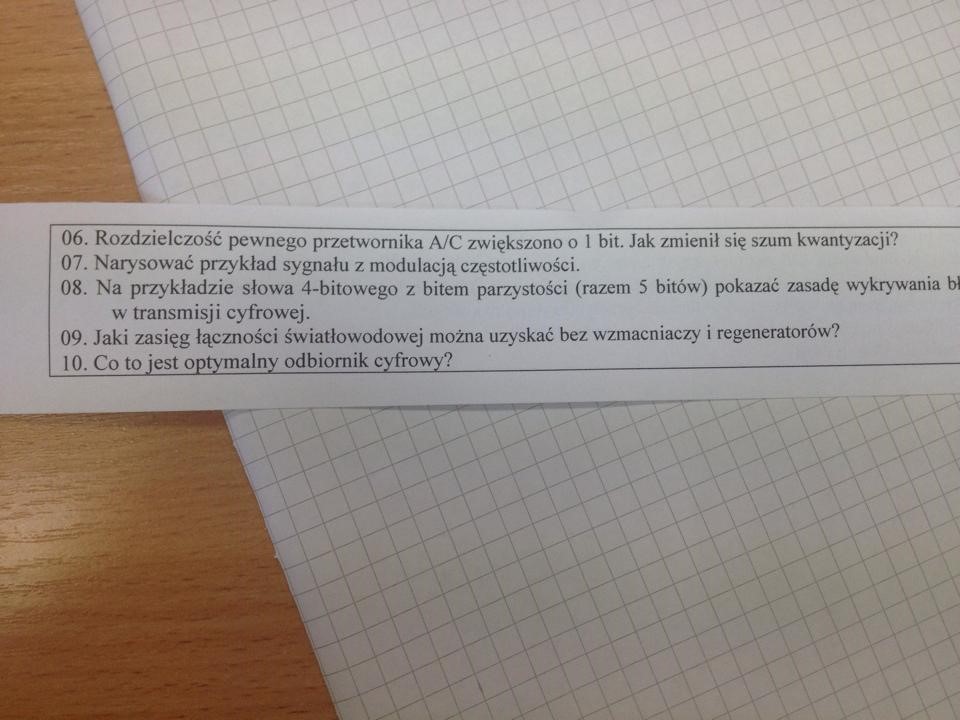 06. Rozdzielczość pewnego przetwornika A/C zwiększono o 1 bit. Jak zmienił się szum kwantyzacji?
07. Narysować przykład sygnału z modulacją częstotliwości.
08. Na przykładzie słowa 4-bitowego z bitem parzystości (razem 5 bitów) pokazać zasadę wykrywania
w transmisji cyfrowej.
09. Jaki zasięg łączności światłowodowej można uzyskać bez wzmacniaczy i regeneratorów?
10. Co to jest optymalny odbiornik cyfrowy?